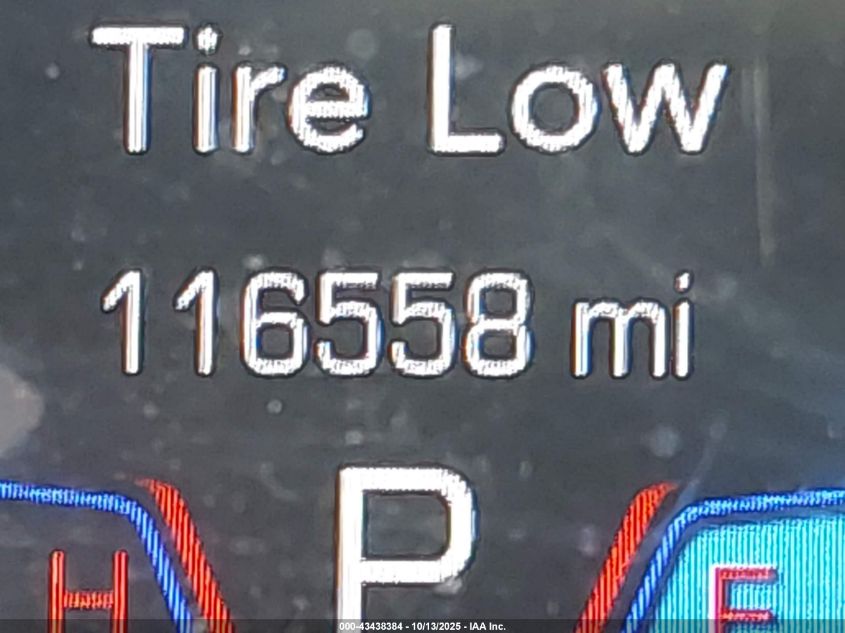 Tire Low
116558 mi
P
H
E
000-43438384 - 10/13/2025 - IAA Inc.